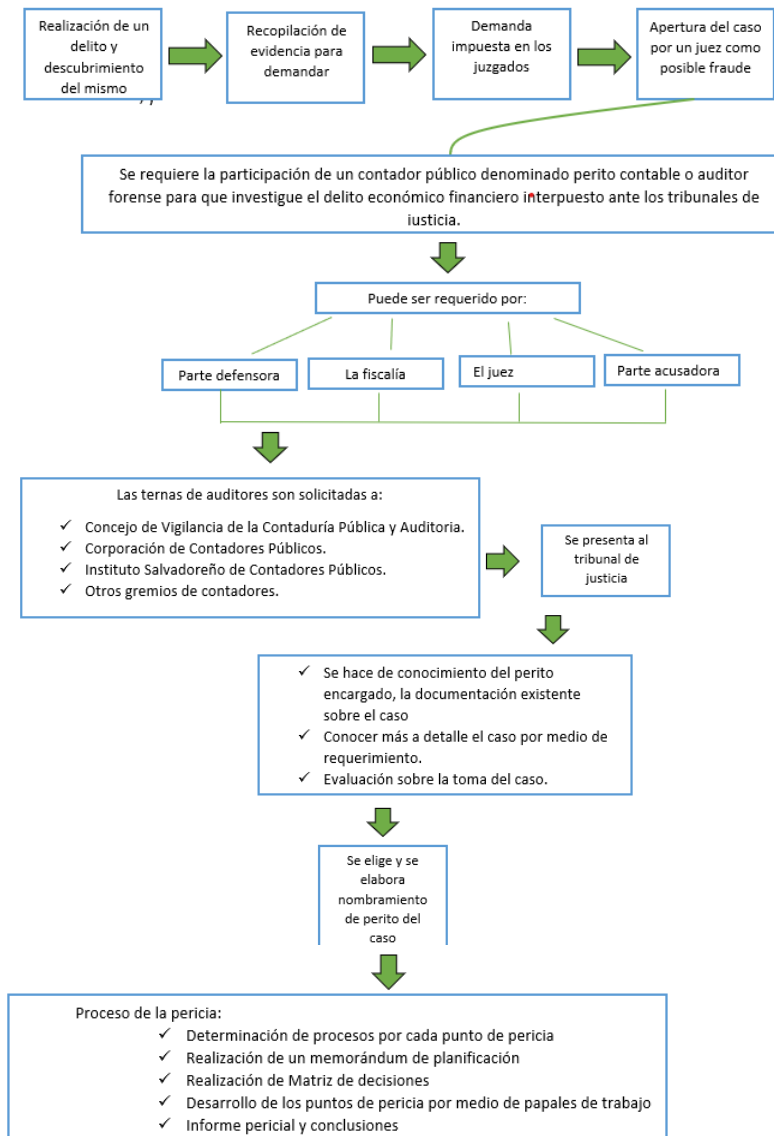 Realización de un
delito y
descubrimiento
del mismo
Recopilación de
evidencia para
demandar
Demanda
impuesta en los
juzgados
Apertura del caso
por un juez como
posible fraude
Se requiere la participación de un contador público denominado perito contable o auditor
forense para que investigue el delito económico financiero interpuesto ante los tribunales de
iusticia.
Puede ser requerido por:
Parte defensora
La fiscalía
El juez
Parte acusadora
Las ternas de auditores son solicitadas a:
✓ Concejo de Vigilancia de la Contaduría Pública y Auditoria.
✓ Corporación de Contadores Públicos.
✓ Instituto Salvadoreño de Contadores Públicos.
✓ Otros gremios de contadores.
Se presenta al
tribunal de
justicia
✓ Se hace de conocimiento del perito
encargado, la documentación existente
sobre el caso
✓ Conocer más a detalle el caso por medio de
requerimiento.
✓ Evaluación sobre la toma del caso.
Se elige y se
elabora
nombramiento
de perito del
caso
Proceso de la pericia:
✓ Determinación de procesos por cada punto de pericia
✓ Realización de un memorándum de planificación
✓ Realización de Matriz de decisiones
✓ Desarrollo de los puntos de pericia por medio de papales de trabajo
✓ Informe pericial y conclusiones